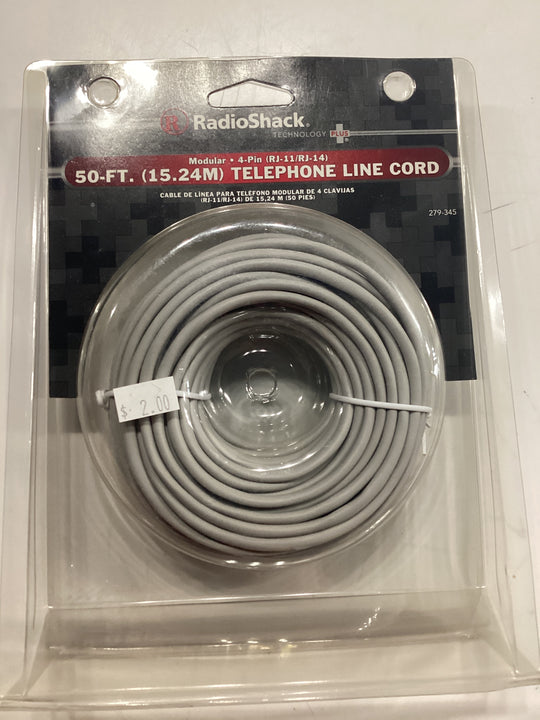 R RadioShack®
TECHNOLOGY PLUS
Modular • 4-Pin (RJ-11/RJ-14)
50-FT. (15.24M) TELEPHONE LINE CORD
CABLE DE LÍNEA PARA TELÉFONO MODULAR DE 4 CLAVIJAS
(RJ-11/RJ-14) DE 15,24 M (50 PIES)
279-345
$ 2.00